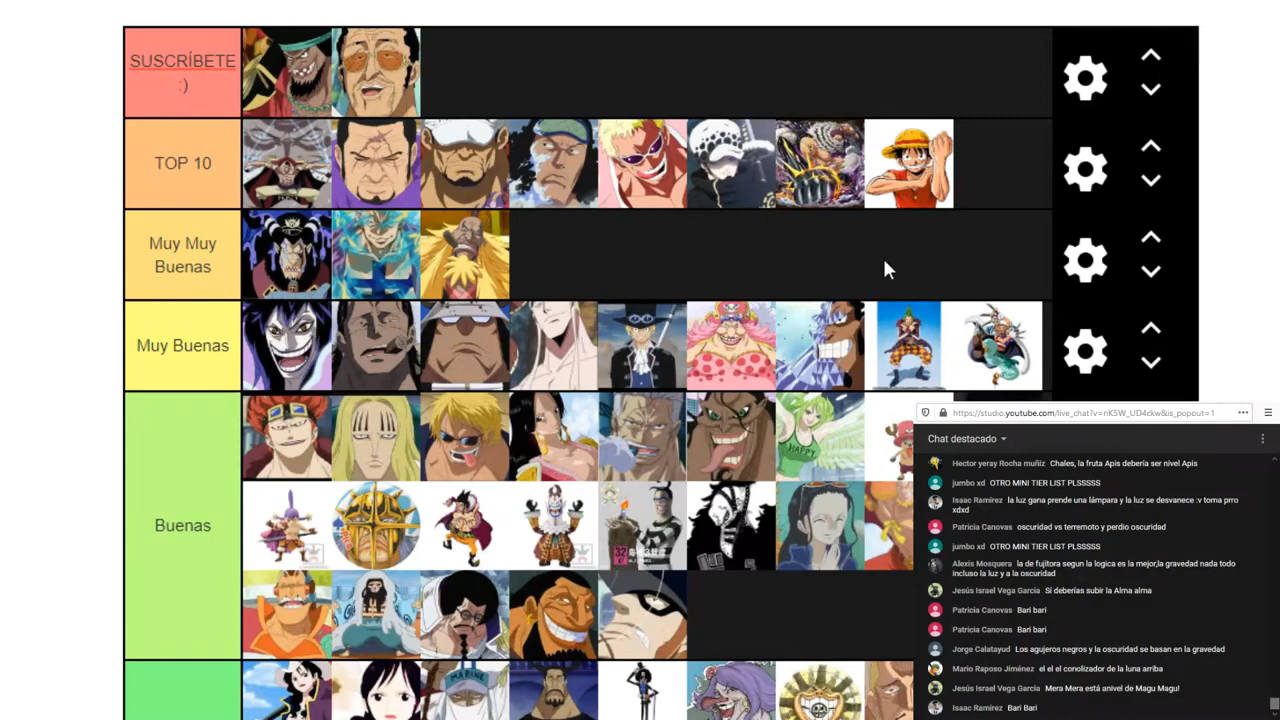 SUSCRÍBETE
:)
TOP 10
Muy Muy
Buenas
Muy Buenas
Buenas
MARINE
32
https://studio.youtube.com/live_chat?v=nK5W_UD4ckw&is_popout=1
Chat destacado
Hector yeray Rocha muñiz Chales, la fruta Apis debería ser nivel Apis
jumbo xd OTRO MINI TIER LIST PLSSSSS
Isaac Ramírez la luz gana prende una lámpara y la luz se desvanece :v toma prro
xdxd
Patricia Canovas oscuridad vs terremoto y perdio oscuridad
jumbo xd OTRO MINI TIER LIST PLSSSSS
Alexis Mosquera la de fujitora segun la logica es la mejor,la gravedad nada todo
incluso la luz y a la oscuridad
Jesús Israel Vega Garcia Sí deberías subir la Alma alma
Patricia Canovas Bari bari
Patricia Canovas Bari bari
Jorge Calatayud Los agujeros negros y la oscuridad se basan en la gravedad
Mario Raposo Jiménez el el el conolizador de la luna arriba
Jesús Israel Vega Garcia Mera Mera está anivel de Magu Magu!
Isaac Ramírez Bari Bari